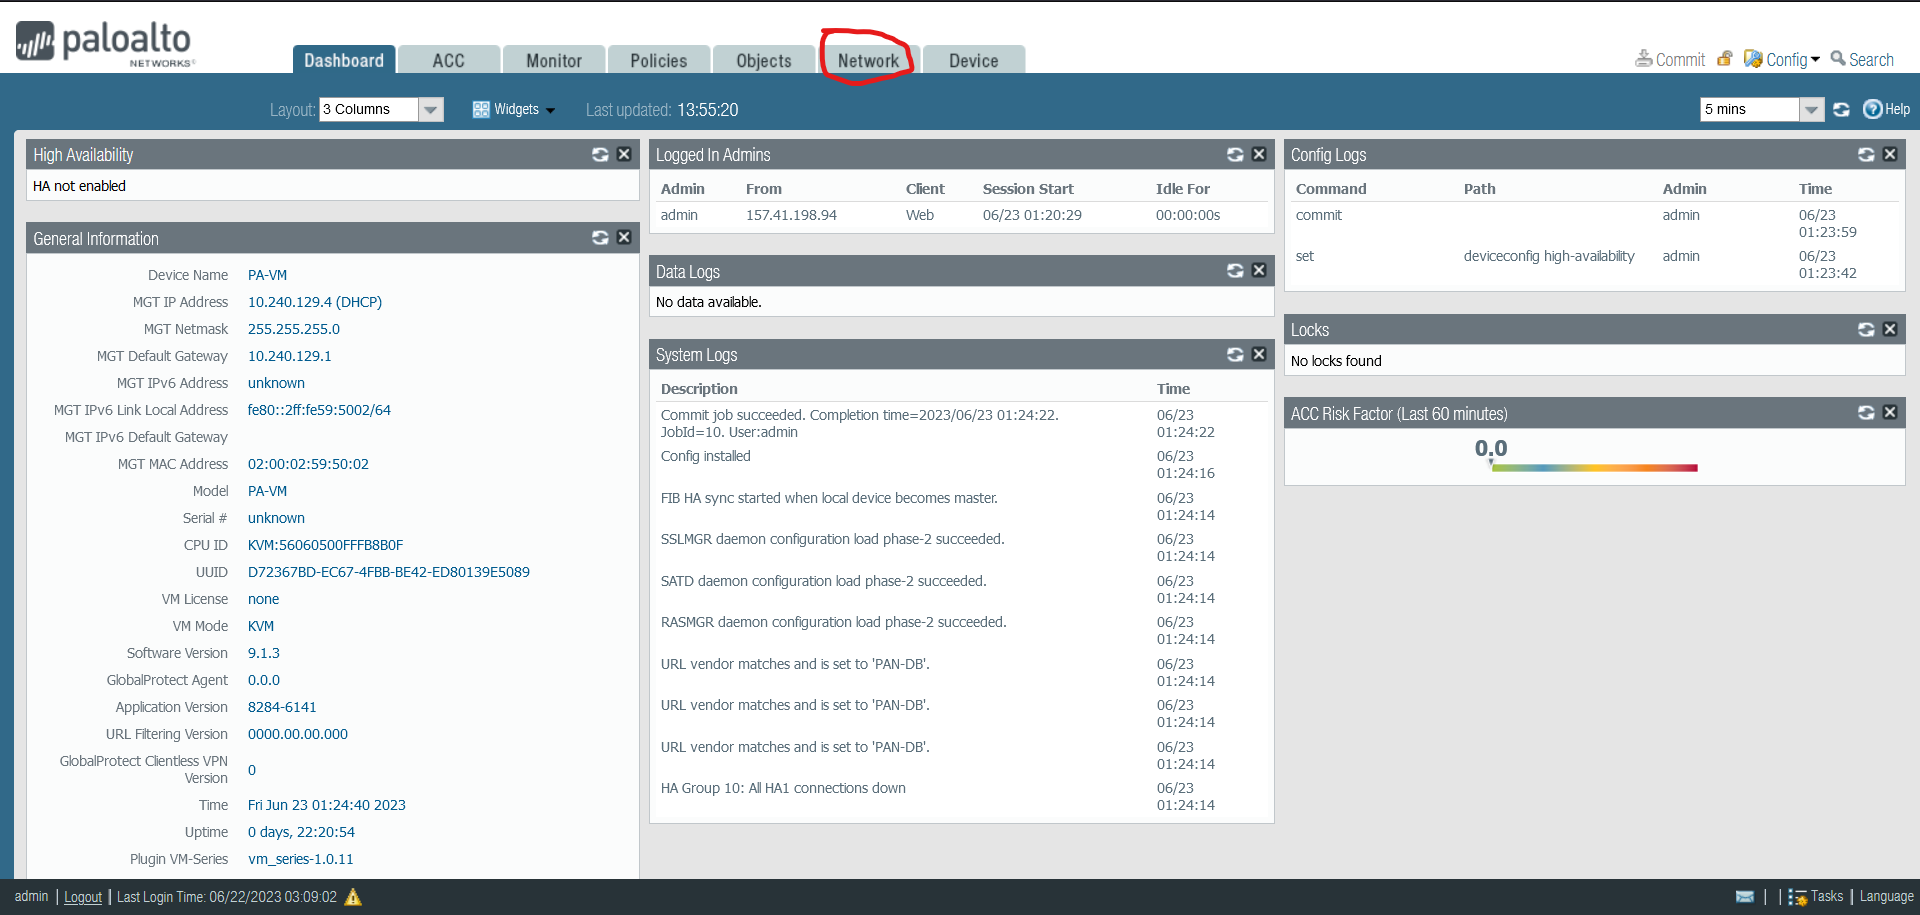 paloalto
NETWORKS
Dashboard ACC Monitor Policies Objects Network Device
Commit Config Search
Layout: 3 Columns Widgets Last updated: 13:55:20 5 mins Help
High Availability
HA not enabled
General Information
Device Name PA-VM
MGT IP Address 10.240.129.4 (DHCP)
MGT Netmask 255.255.255.0
MGT Default Gateway 10.240.129.1
MGT IPv6 Address unknown
MGT IPv6 Link Local Address fe80::2ff:fe59:5002/64
MGT IPv6 Default Gateway
MGT MAC Address 02:00:02:59:50:02
Model PA-VM
Serial # unknown
CPU ID KVM:56060500FFFB8B0F
UUID D72367BD-EC67-4FBB-BE42-ED80139E5089
VM License none
VM Mode KVM
Software Version 9.1.3
GlobalProtect Agent 0.0.0
Application Version 8284-6141
URL Filtering Version 0000.00.00.000
GlobalProtect Clientless VPN
Version 0
Time Fri Jun 23 01:24:40 2023
Uptime 0 days, 22:20:54
Plugin VM-Series vm_series-1.0.11
Logged In Admins
Admin From Client Session Start Idle For
admin 157.41.198.94 Web 06/23 01:20:29 00:00:00s
Data Logs
No data available.
System Logs
Description Time
Commit job succeeded. Completion time=2023/06/23 01:24:22. 06/23
JobId=10. User:admin 01:24:22
Config installed 06/23
01:24:16
FIB HA sync started when local device becomes master. 06/23
01:24:14
SSLMGR daemon configuration load phase-2 succeeded. 06/23
01:24:14
SATD daemon configuration load phase-2 succeeded. 06/23
01:24:14
RASMGR daemon configuration load phase-2 succeeded. 06/23
01:24:14
URL vendor matches and is set to 'PAN-DB'. 06/23
01:24:14
URL vendor matches and is set to 'PAN-DB'. 06/23
01:24:14
URL vendor matches and is set to 'PAN-DB'. 06/23
01:24:14
HA Group 10: All HA1 connections down 06/23
01:24:14
Config Logs
Command Path Admin Time
commit admin 06/23
01:23:59
set deviceconfig high-availability admin 06/23
01:23:42
Locks
No locks found
ACC Risk Factor (Last 60 minutes)
0.0
admin | Logout | Last Login Time: 06/22/2023 03:09:02 | | Tasks | Language